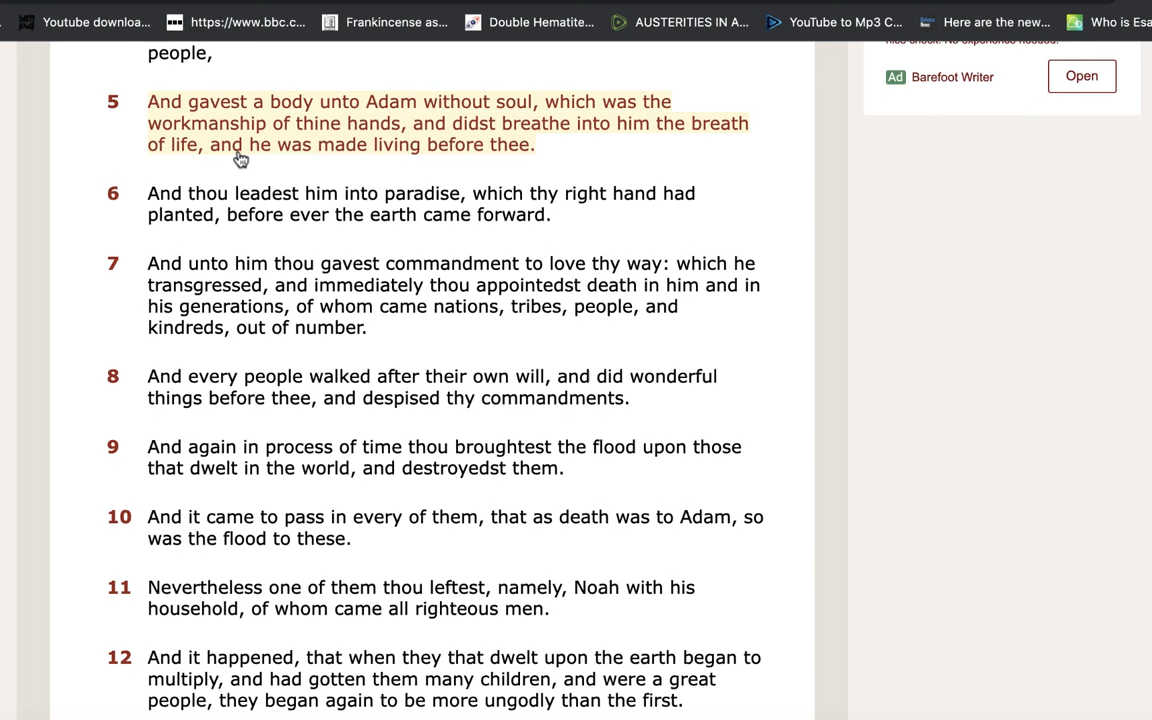 Youtube downloa...
https://www.bbc.c...
Frankincense as...
Double Hematite...
AUSTERITIES IN A...
YouTube to Mp3 C...
Here are the new...
Who is Esa
people,
Ad Barefoot Writer
Open
5 And gavest a body unto Adam without soul, which was the
workmanship of thine hands, and didst breathe into him the breath
of life, and he was made living before thee.
6 And thou leadest him into paradise, which thy right hand had
planted, before ever the earth came forward.
7 And unto him thou gavest commandment to love thy way: which he
transgressed, and immediately thou appointedst death in him and in
his generations, of whom came nations, tribes, people, and
kindreds, out of number.
8 And every people walked after their own will, and did wonderful
things before thee, and despised thy commandments.
9 And again in process of time thou broughtest the flood upon those
that dwelt in the world, and destroyedst them.
10 And it came to pass in every of them, that as death was to Adam, so
was the flood to these.
11 Nevertheless one of them thou leftest, namely, Noah with his
household, of whom came all righteous men.
12 And it happened, that when they that dwelt upon the earth began to
multiply, and had gotten them many children, and were a great
people, they began again to be more ungodly than the first.